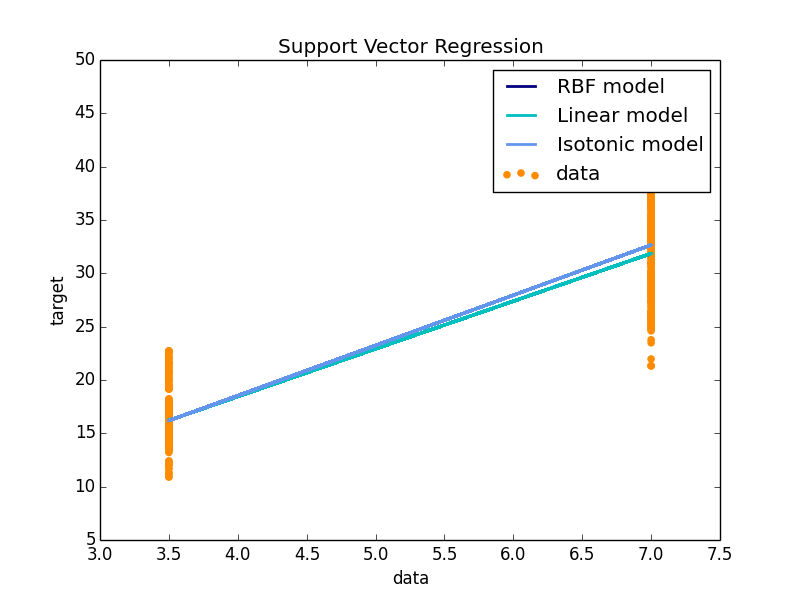 Support Vector Regression
RBF model
Linear model
Isotonic model
data
50
45
40
35
30
25
20
15
10
5
target
3.0 3.5 4.0 4.5 5.0 5.5 6.0 6.5 7.0 7.5
data